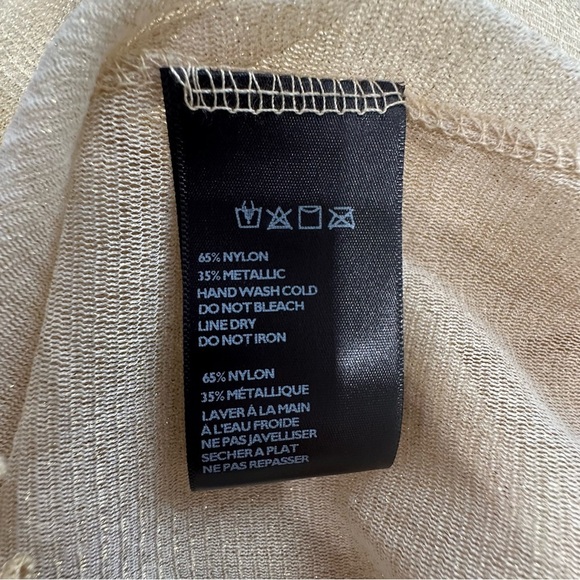 65% NYLON
35% METALLIC
HAND WASH COLD
DO NOT BLEACH
LINE DRY
DO NOT IRON
65% NYLON
35% MÉTALLIQUE
LAVER À LA MAIN
À L'EAU FROIDE
NE PAS JAVELLISER
SECHER A PLAT
NE PAS REPASSER